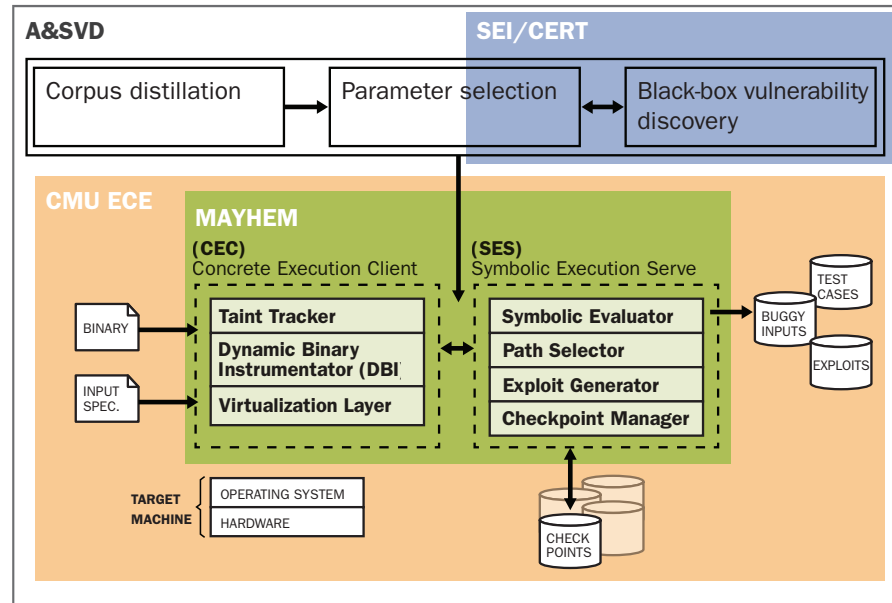 A&SVD
SEI/CERT
Corpus distillation
Parameter selection
Black-box vulnerability
discovery
CMU ECE
MAYHEM
(CEC)
Concrete Execution Client
(SES)
Symbolic Execution Serve
BINARY
INPUT
SPEC.
Taint Tracker
Dynamic Binary
Instrumentator (DBI)
Virtualization Layer
Symbolic Evaluator
Path Selector
Exploit Generator
Checkpoint Manager
TEST
CASES
BUGGY
INPUTS
EXPLOITS
TARGET
MACHINE
OPERATING SYSTEM
HARDWARE
CHECK
POINTS